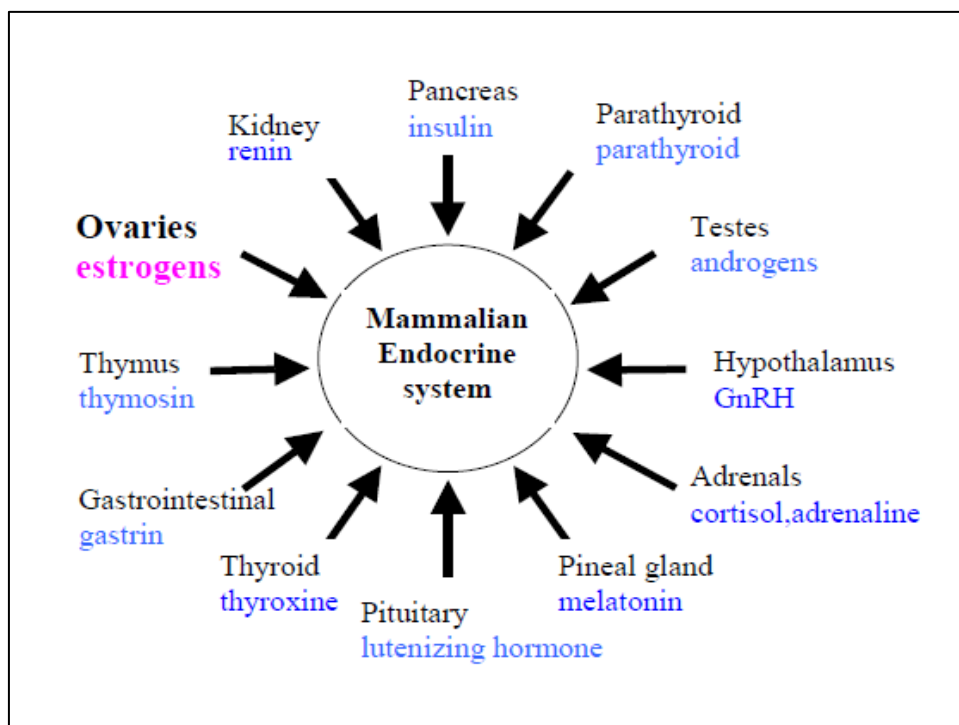 Pancreas
insulin
Kidney
renin
Parathyroid
parathyroid
Ovaries
estrogens
Testes
androgens
Mammalian
Endocrine
system
Thymus
thymosin
Hypothalamus
GnRH
Gastrointestinal
gastrin
Adrenals
cortisol,adrenaline
Thyroid
thyroxine
Pineal gland
melatonin
Pituitary
lutenizing hormone